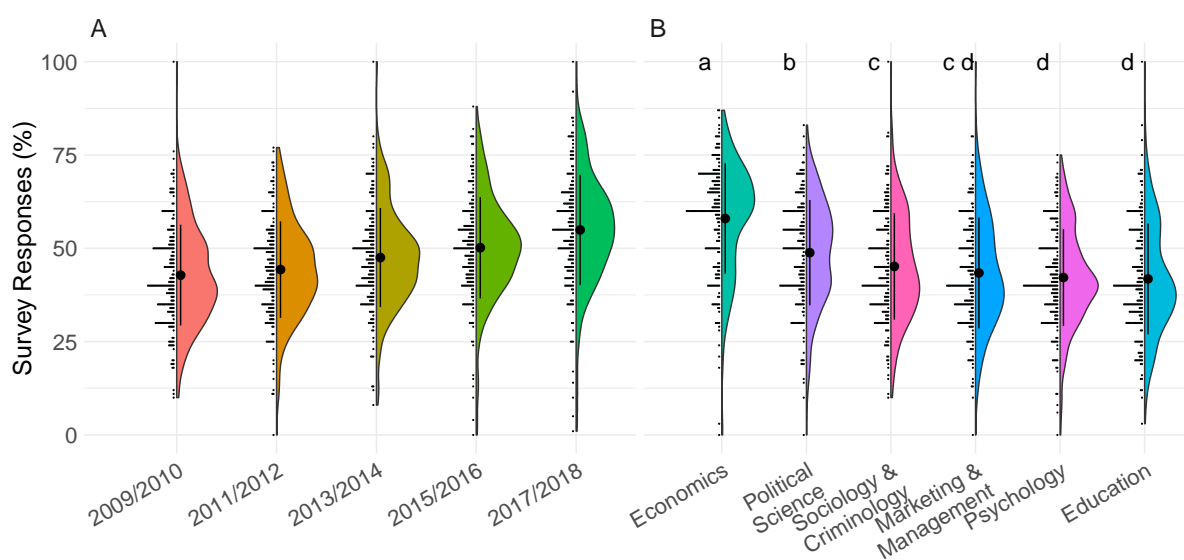 A
B
Survey Responses (%)
100
75
50
25
0
a
b
c
c d
d
d
2009/2010
2011/2012
2013/2014
2015/2016
2017/2018
Economics
Political
Science
Sociology &
Criminology
Marketing &
Management
Psychology
Education